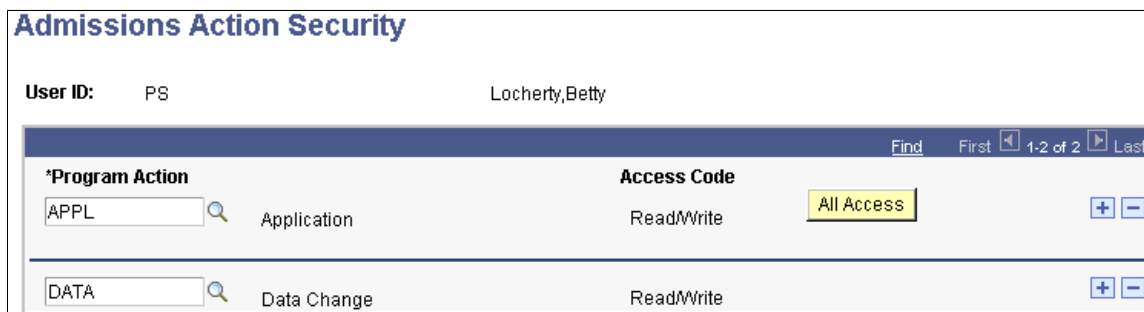 Admissions Action Security
User ID: PS Locherty,Betty
Find First 1-2 of 2 Last
*Program Action Access Code
APPL Application Read/Write All Access
DATA Data Change Read/Write